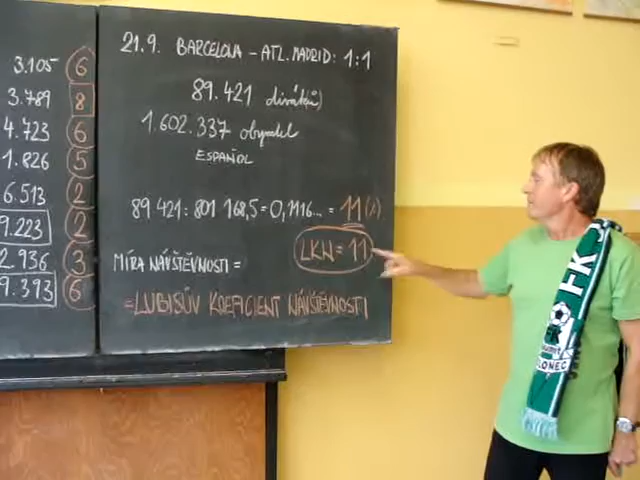 3.105 6
3.789 8
4.723 6
1.826 5
6.513 2
9.223 2
2.936 3
9.393 6
21.9. BARCELONA - ATL. MADRID: 1:1
89.421 diváků)
1.602.337 obyvatel
ESPAÑOL
89 421 : 801 168,5 = 0,1116... = 11 (%)
MÍRA NÁVŠTĚVNOSTI =
LKN = 11
= LUBISŮV KOEFICIENT NÁVŠTĚVNOSTI
FK